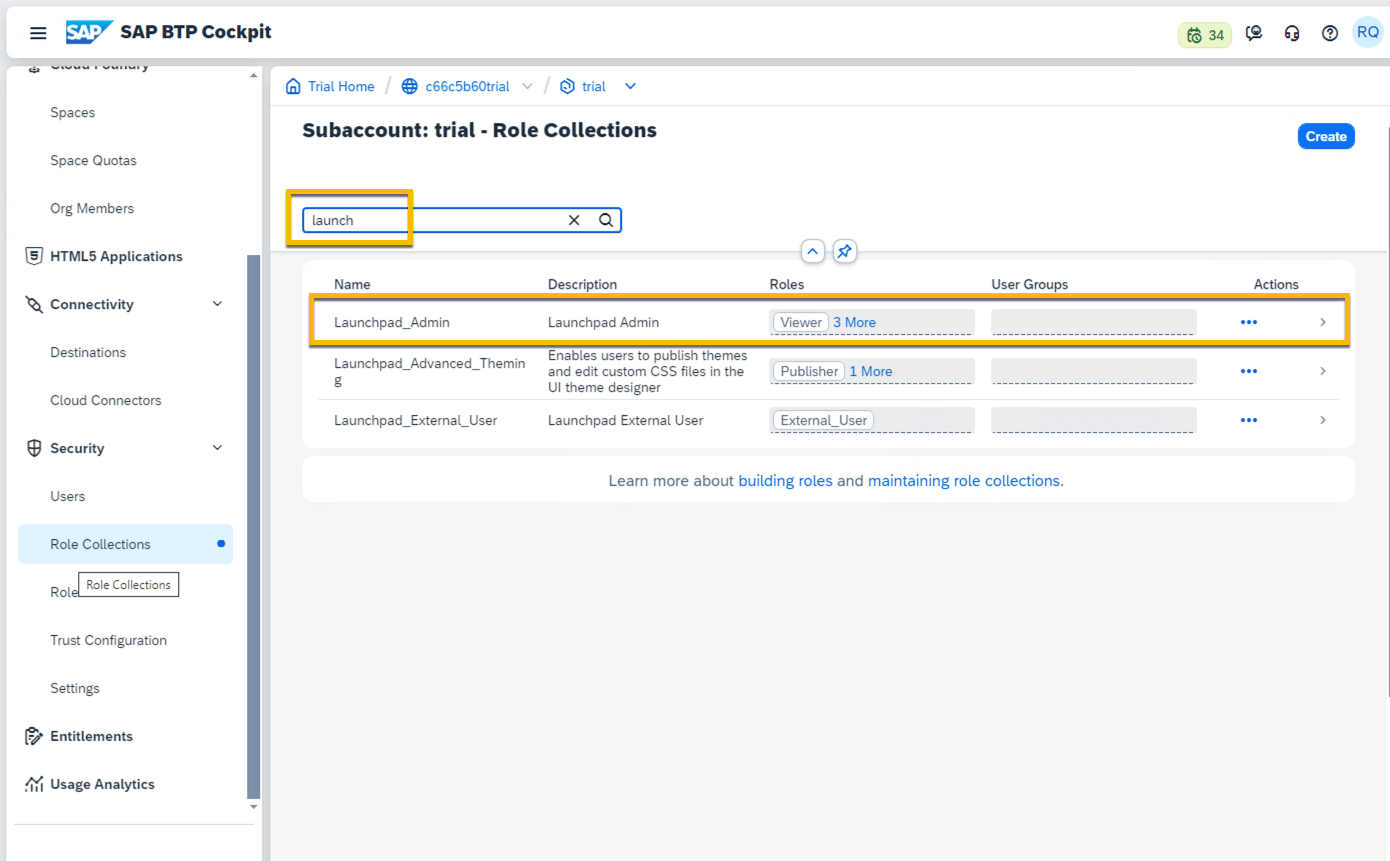 SAP SAP BTP Cockpit
34
RQ
Cloud Foundry
Spaces
Space Quotas
Org Members
HTML5 Applications
Connectivity
Destinations
Cloud Connectors
Security
Users
Role Collections
Role
Role Collections
Trust Configuration
Settings
Entitlements
Usage Analytics
Trial Home / c66c5b60trial / trial
Subaccount: trial - Role Collections
Create
launch
Name Description Roles User Groups Actions
Launchpad_Admin Launchpad Admin Viewer 3 More
Launchpad_Advanced_Themin
g
Enables users to publish themes
and edit custom CSS files in the
UI theme designer
Publisher 1 More
Launchpad_External_User Launchpad External User External_User
Learn more about building roles and maintaining role collections.